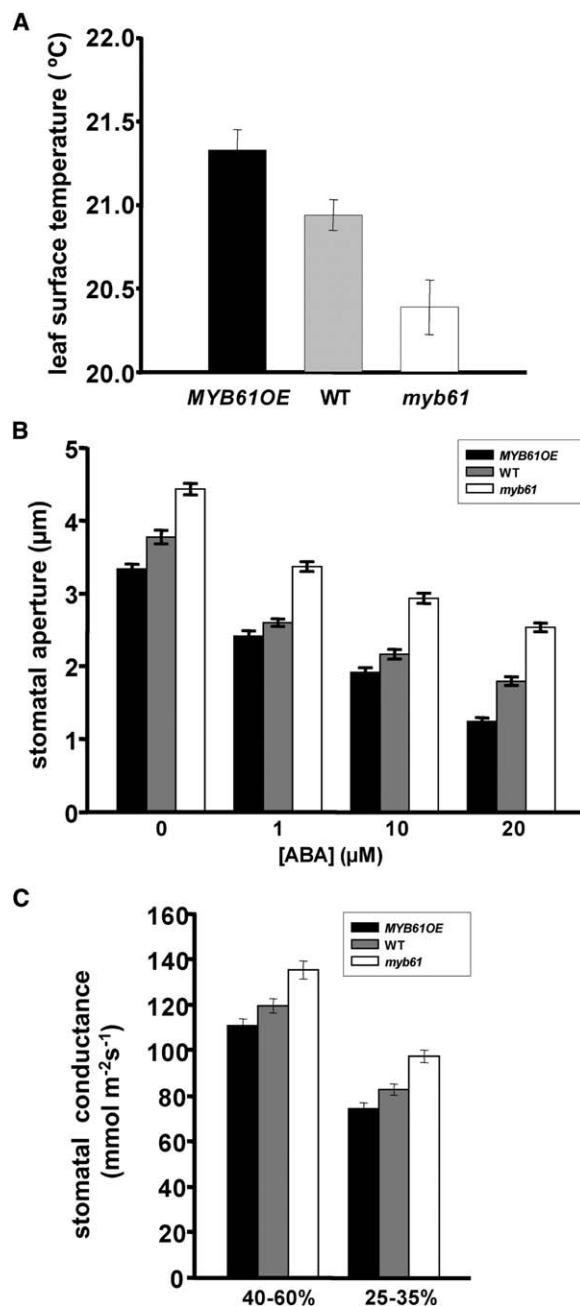 A
leaf surface temperature (ºC)
22.0
21.5
21.0
20.5
20.0
MYB61OE WT myb61
B
stomatal aperture (µm)
5
4
3
2
1
0
MYB61OE
WT
myb61
0 1 10 20
[ABA] (µM)
C
stomatal conductance
(mmol m-2s-1)
160
140
120
100
80
60
40
20
0
MYB61OE
WT
myb61
40-60% 25-35%